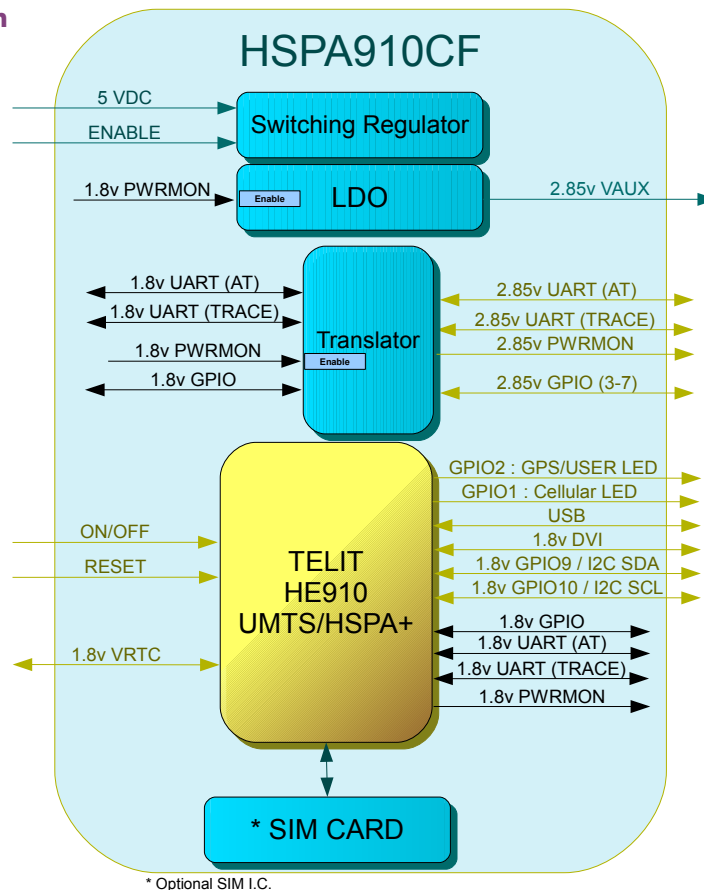 n
HSPA910CF
5 VDC
ENABLE
Switching Regulator
1.8v PWRMON
Enable
LDO
2.85v VAUX
1.8v UART (AT)
1.8v UART (TRACE)
1.8v PWRMON
1.8v GPIO
Translator
Enable
2.85v UART (AT)
2.85v UART (TRACE)
2.85v PWRMON
2.85v GPIO (3-7)
ON/OFF
RESET
1.8v VRTC
TELIT
HE910
UMTS/HSPA+
GPIO2 : GPS/USER LED
GPIO1 : Cellular LED
USB
1.8v DVI
1.8v GPIO9 / I2C SDA
1.8v GPIO10 / I2C SCL
1.8v GPIO
1.8v UART (AT)
1.8v UART (TRACE)
1.8v PWRMON
* SIM CARD
* Optional SIM I.C.